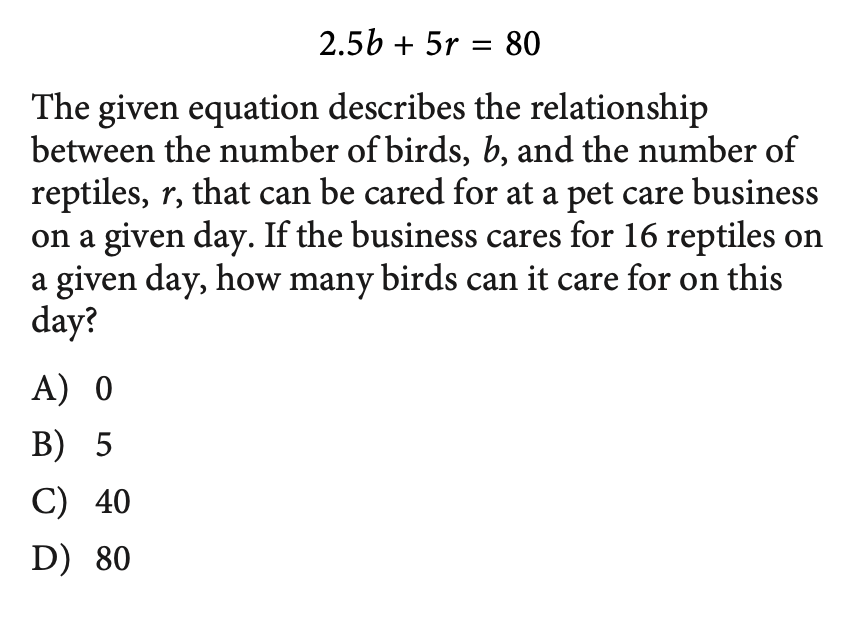 2.5b + 5r = 80
The given equation describes the relationship
between the number of birds, b, and the number of
reptiles, r, that can be cared for at a pet care business
on a given day. If the business cares for 16 reptiles on
a given day, how many birds can it care for on this
day?
A) 0
B) 5
C) 40
D) 80